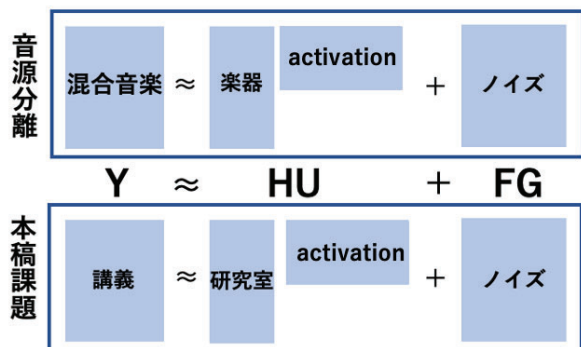 音源分離
混合音楽 ≈ 楽器 activation + ノイズ
Y ≈ HU + FG
本稿課題
講義 ≈ 研究室 activation + ノイズ